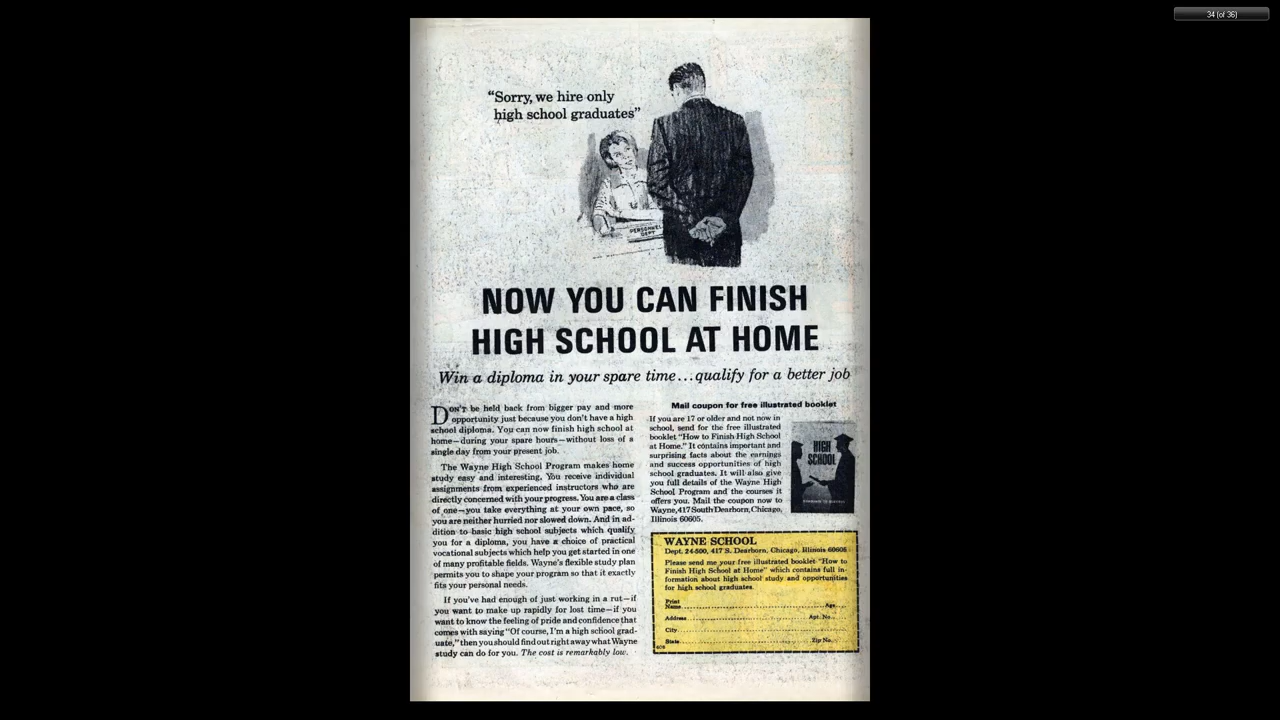 34 (of 36)
“Sorry, we hire only
high school graduates”
PERSONNEL
DEPT
NOW YOU CAN FINISH
HIGH SCHOOL AT HOME
Win a diploma in your spare time...qualify for a better job
DON'T be held back from bigger pay and more
opportunity just because you don't have a high
school diploma. You can now finish high school at
home—during your spare hours—without loss of a
single day from your present job.
The Wayne High School Program makes home
study easy and interesting. You receive individual
assignments from experienced instructors who are
directly concerned with your progress. You are a class
of one—you take everything at your own pace, so
you are neither hurried nor slowed down. And in ad-
dition to basic high school subjects which qualify
you for a diploma, you have a choice of practical
vocational subjects which help you get started in one
of many profitable fields. Wayne's flexible study plan
permits you to shape your program so that it exactly
fits your personal needs.
If you've had enough of just working in a rut—if
you want to make up rapidly for lost time—if you
want to know the feeling of pride and confidence that
comes with saying “Of course, I'm a high school grad-
uate,” then you should find out right away what Wayne
study can do for you. The cost is remarkably low.
Mail coupon for free illustrated booklet
If you are 17 or older and not now in
school, send for the free illustrated
booklet “How to Finish High School
at Home.” It contains important and
surprising facts about the earnings
and success opportunities of high
school graduates. It will also give
you full details of the Wayne High
School Program and the courses it
offers you. Mail the coupon now to
Wayne, 417 South Dearborn, Chicago,
Illinois 60605.
HIGH
SCHOOL
WAYNE SCHOOL
Dept. 24-500, 417 S. Dearborn, Chicago, Illinois 60605
Please send me your free illustrated booklet “How to
Finish High School at Home” which contains full in-
formation about high school study and opportunities
for high school graduates.
Print
Name Age
Address Apt. No.
City
State Zip No.